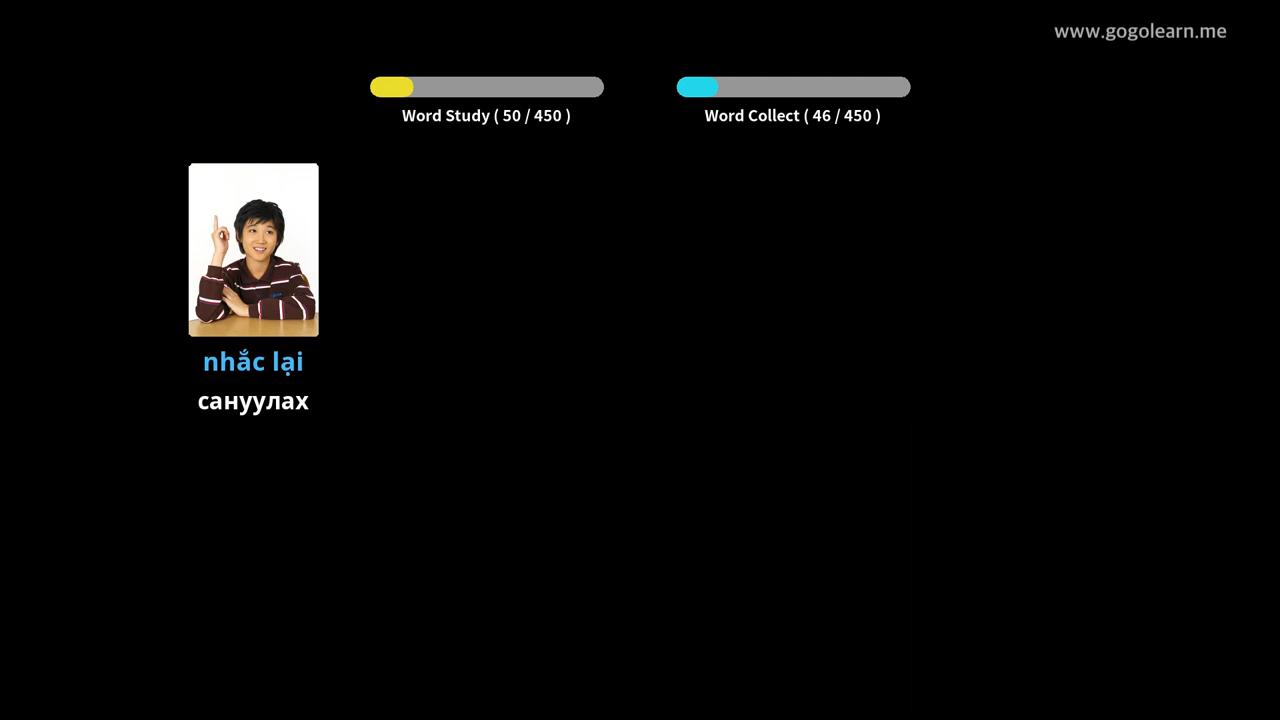 www.gogolearn.me
Word Study ( 50 / 450 )
Word Collect ( 46 / 450 )
nhắc lại
сануулах